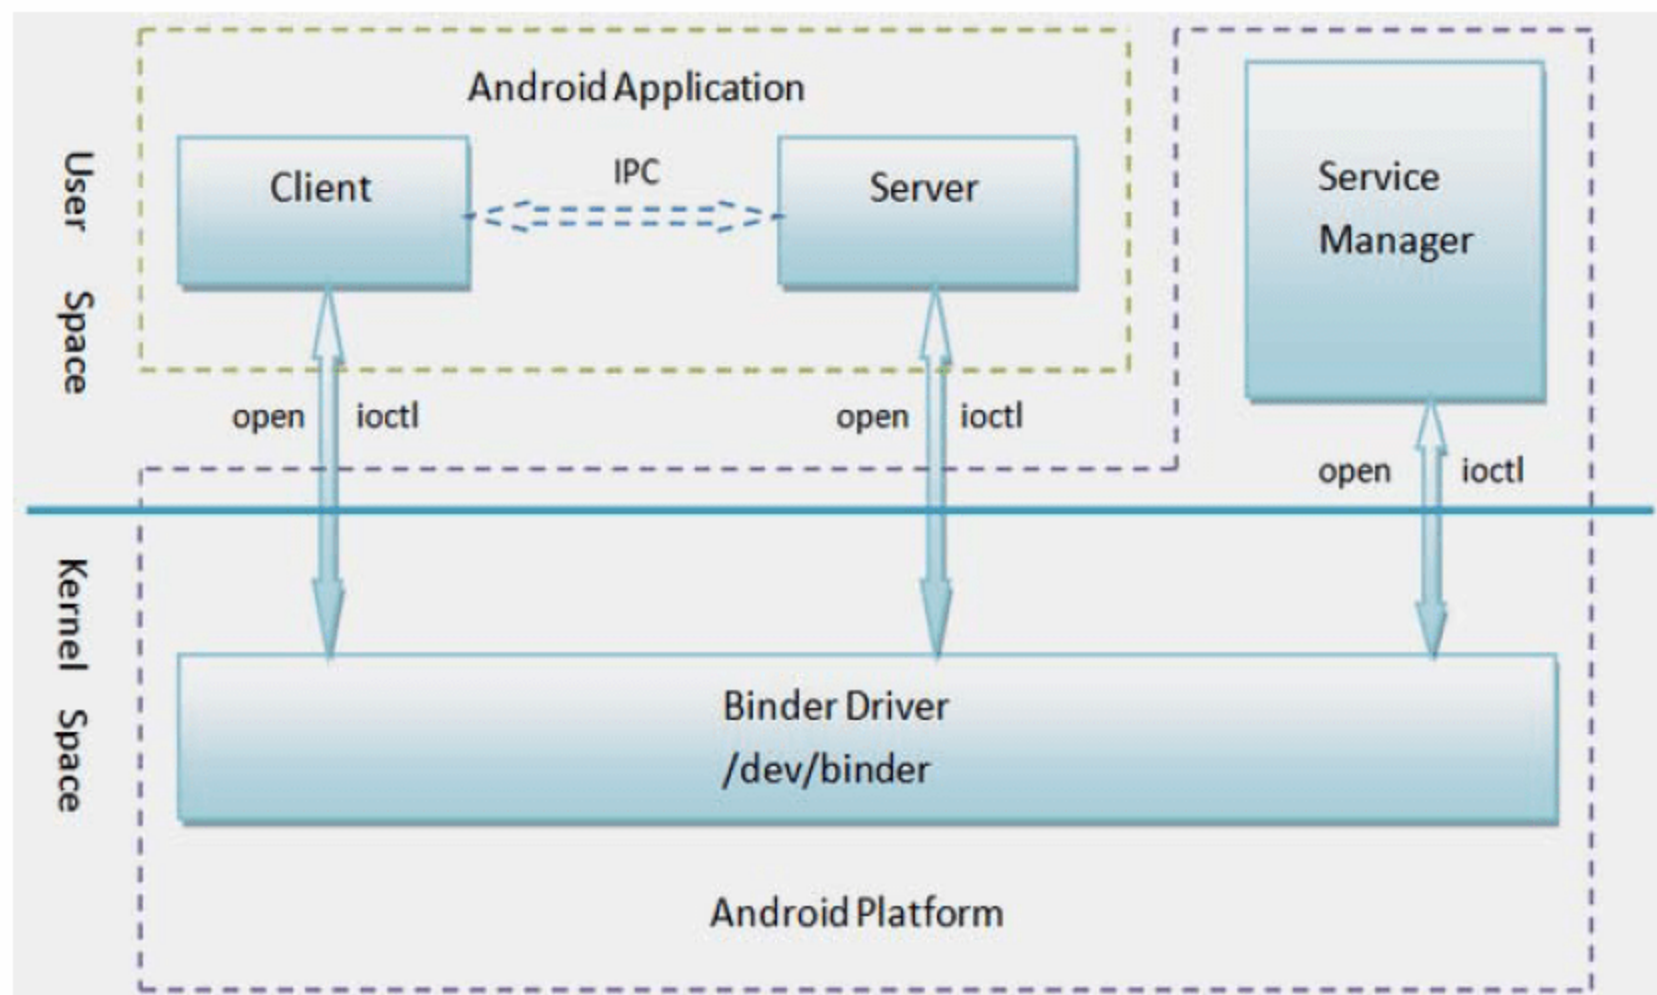 Android Application
Client
IPC
Server
Service
Manager
User Space
open ioctl
open ioctl
open ioctl
Kernel Space
Binder Driver
/dev/binder
Android Platform